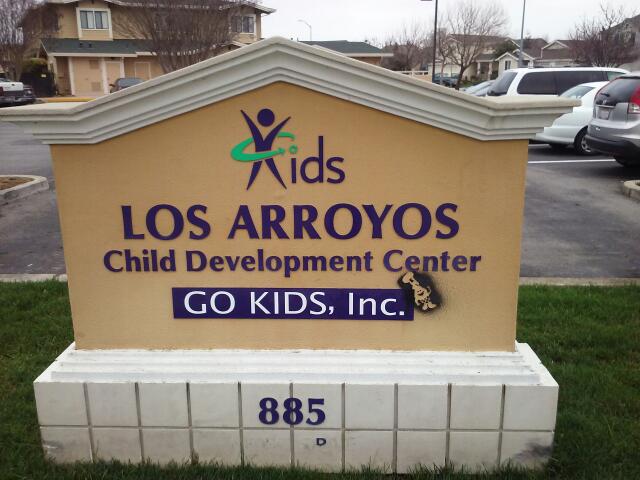 Kids
LOS ARROYOS
Child Development Center
GO KIDS, Inc.
885
D